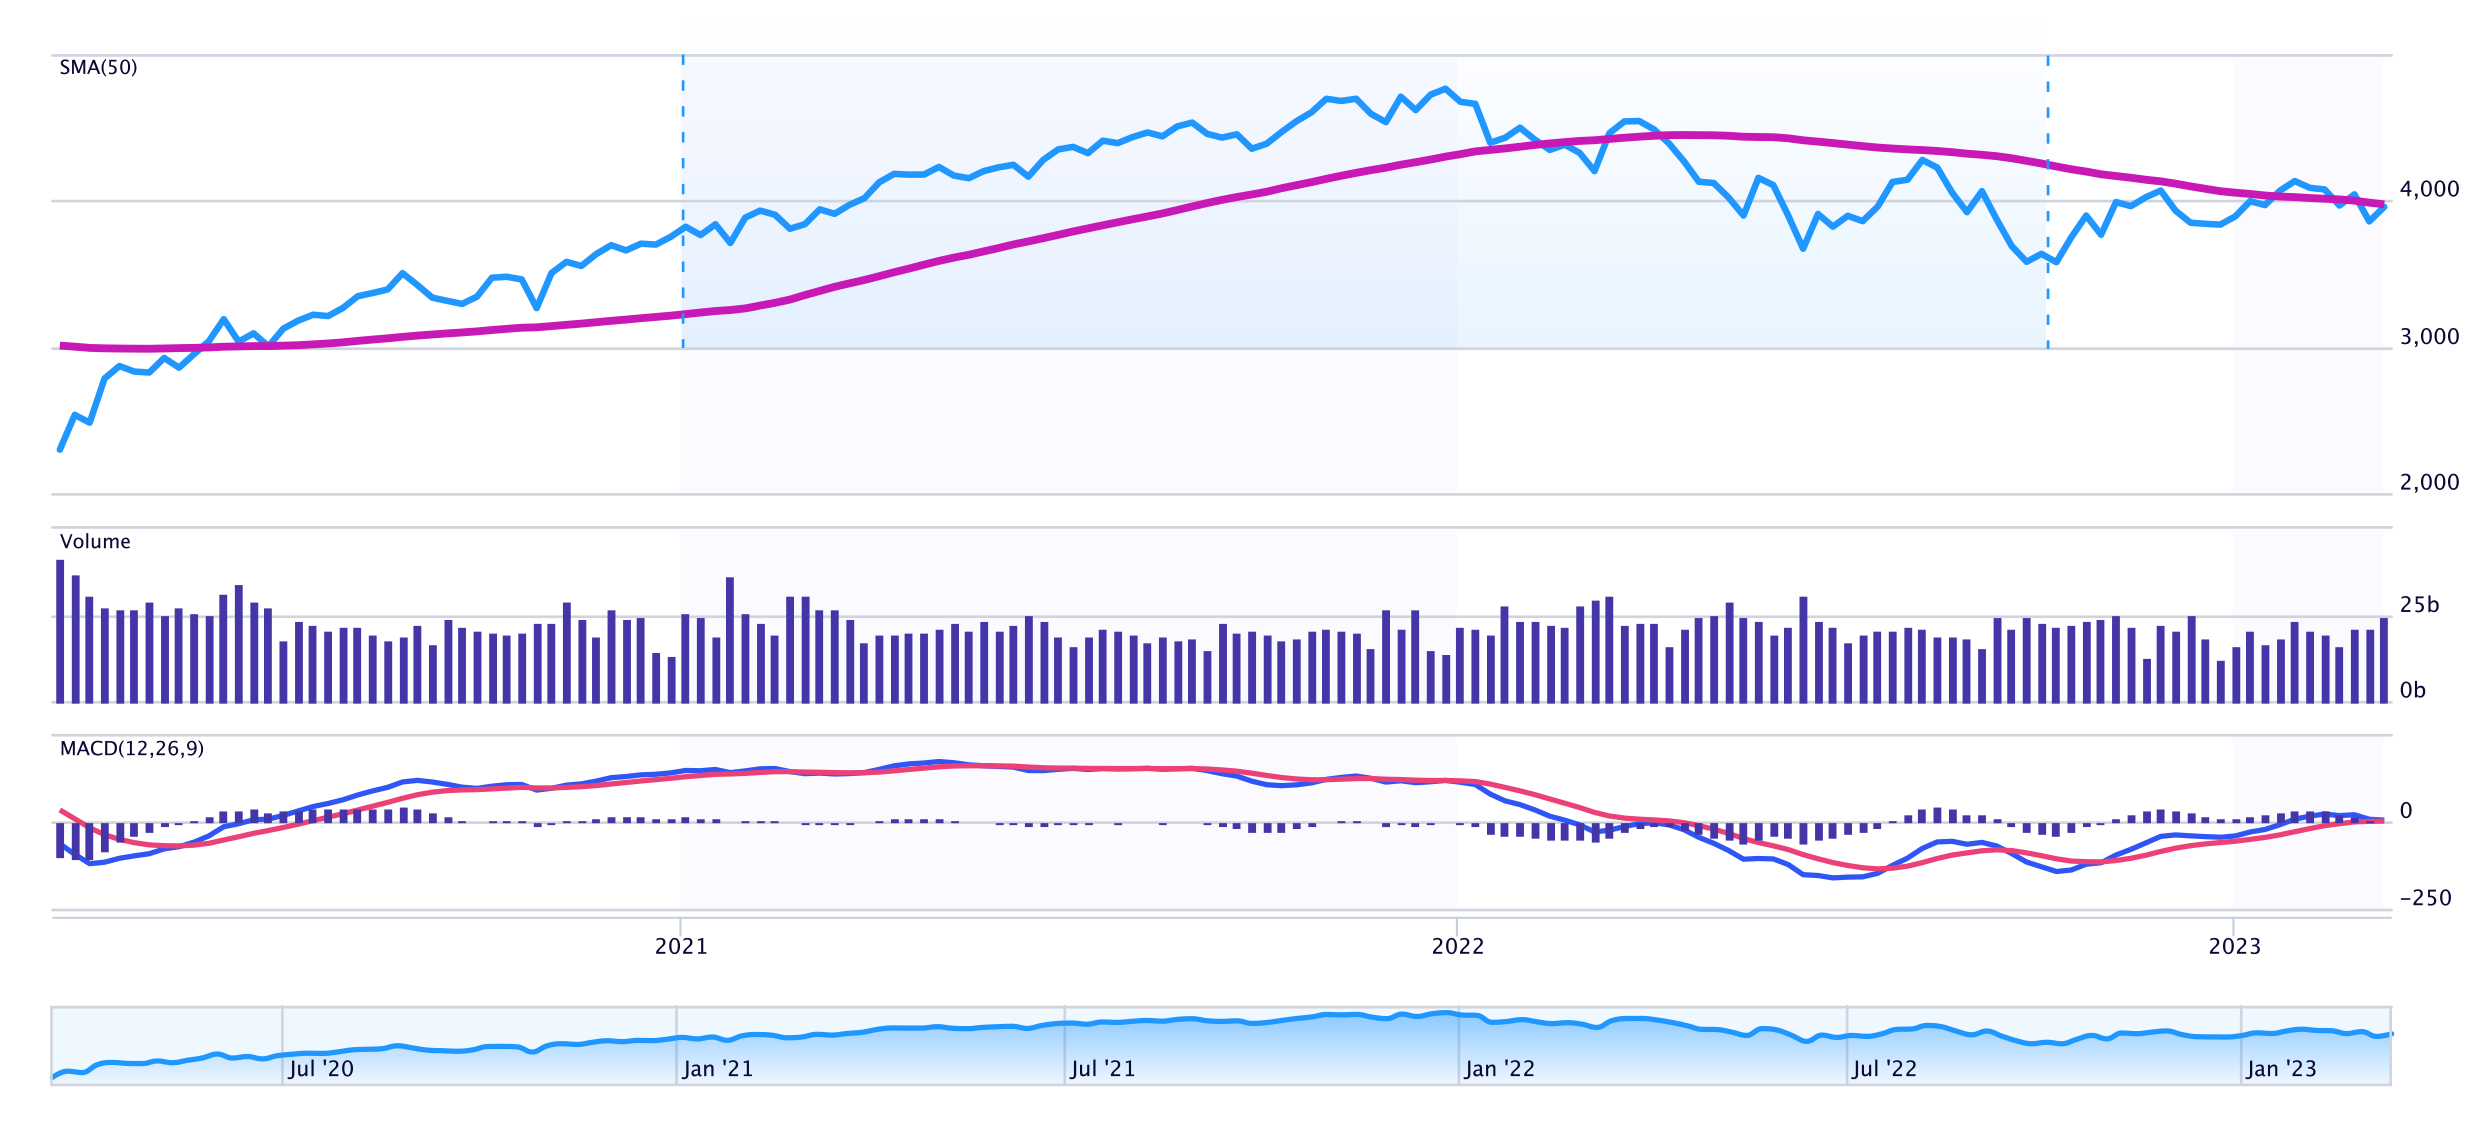 SMA(50)
4,000
3,000
2,000
Volume
25b
0b
MACD(12,26,9)
0
−250
2021
2022
2023
Jul '20
Jan '21
Jul '21
Jan '22
Jul '22
Jan '23